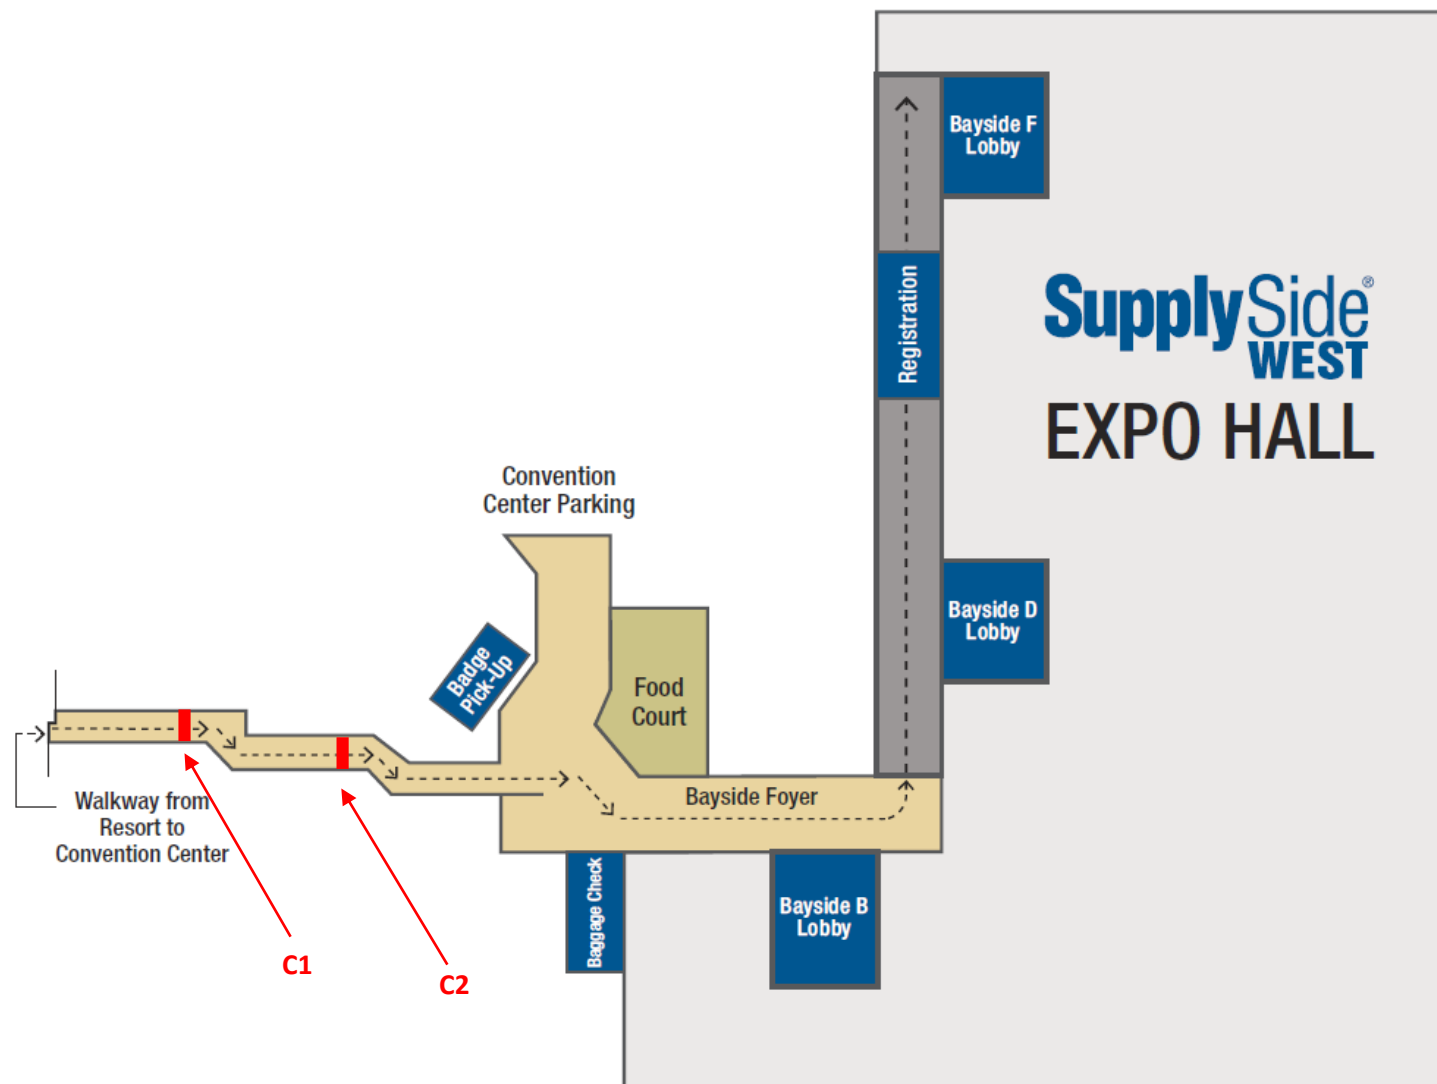 Bayside F
Lobby
Registration
SupplySide®
WEST
EXPO HALL
Convention
Center Parking
Bayside D
Lobby
Badge
Pick-Up
Food
Court
Bayside Foyer
Walkway from
Resort to
Convention Center
Baggage Check
Bayside B
Lobby
C1
C2